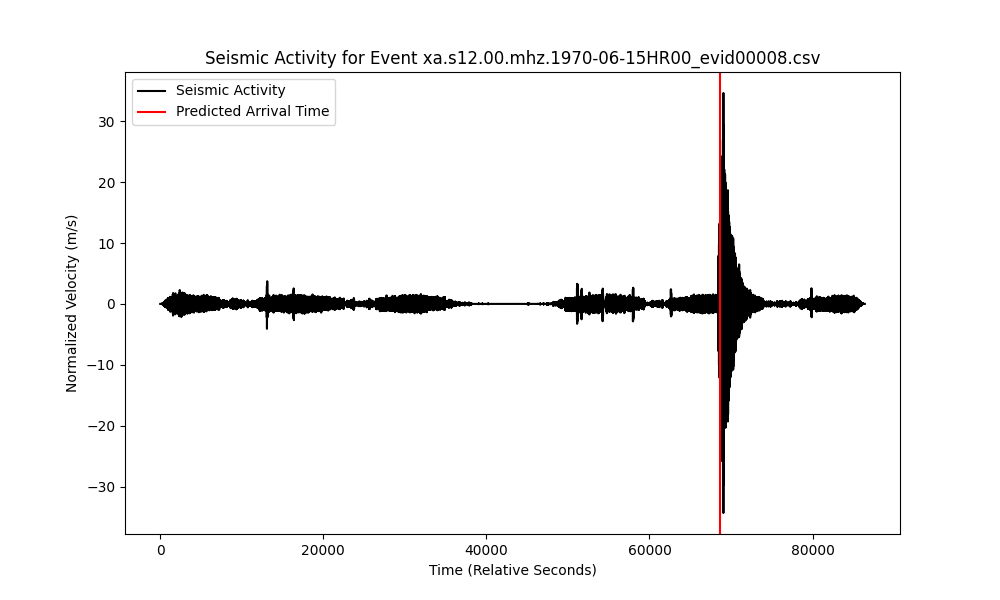 Seismic Activity for Event xa.s12.00.mhz.1970-06-15HR00_evid00008.csv
Seismic Activity
Predicted Arrival Time
Normalized Velocity (m/s)
30
20
10
0
−10
−20
−30
0
20000
40000
60000
80000
Time (Relative Seconds)